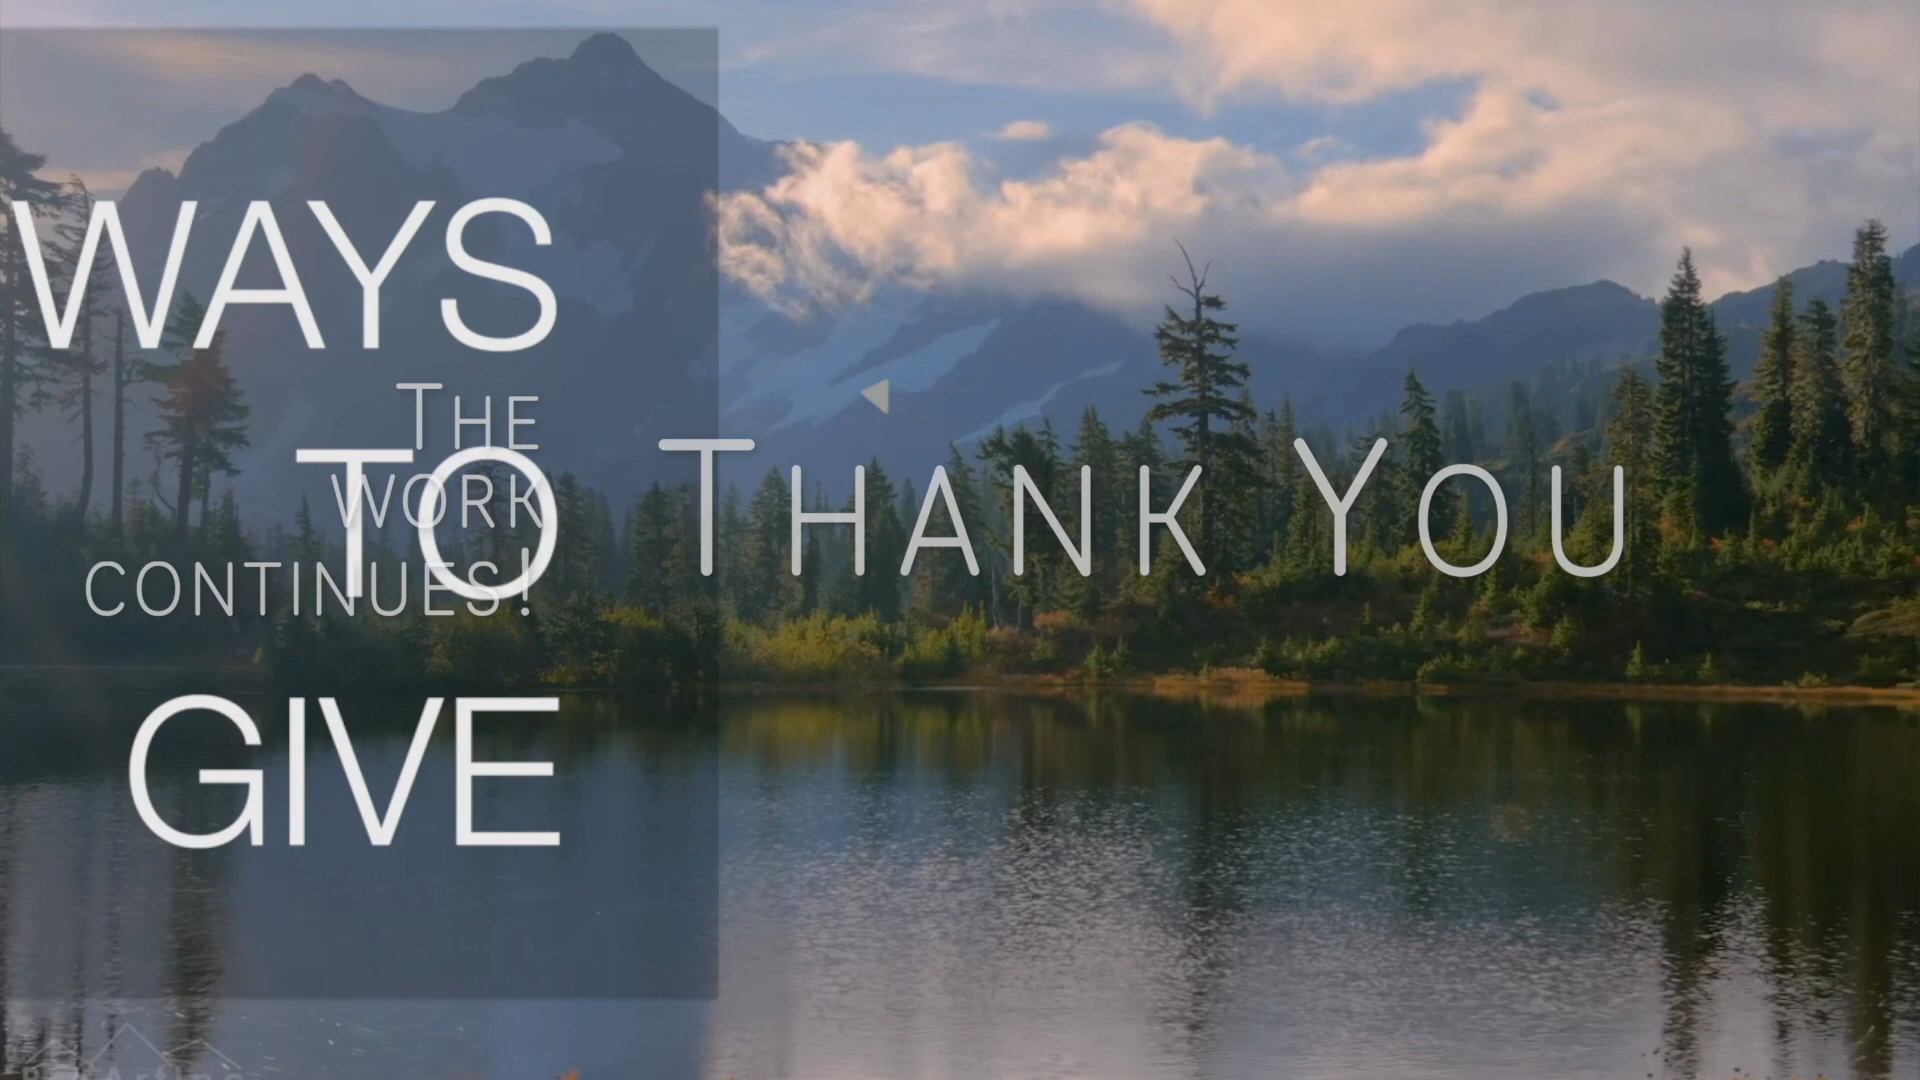 WAYS
TO
GIVE
The
work
continues!
Thank You